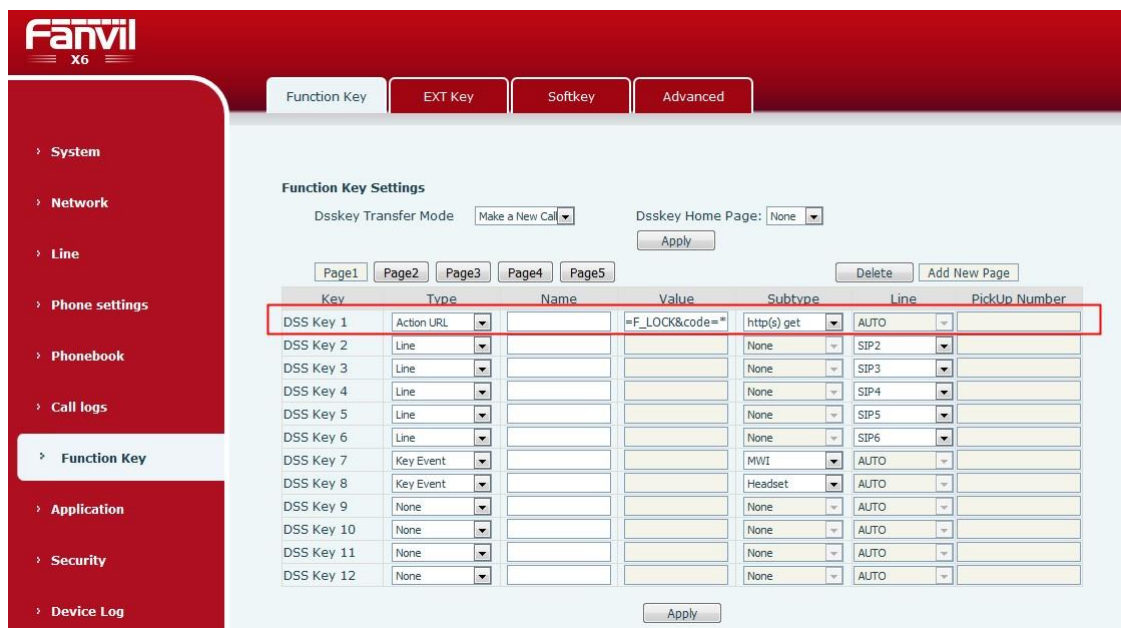 Fanvil
X6
Function Key EXT Key Softkey Advanced
› System
› Network
› Line
› Phone settings
› Phonebook
› Call logs
› Function Key
› Application
› Security
› Device Log
Function Key Settings
Dsskey Transfer Mode Make a New Call Dsskey Home Page: None
Apply
Page1 Page2 Page3 Page4 Page5 Delete Add New Page
Key Type Name Value Subtype Line PickUp Number
DSS Key 1 Action URL =F_LOCK&code=* http(s) get AUTO
DSS Key 2 Line None SIP2
DSS Key 3 Line None SIP3
DSS Key 4 Line None SIP4
DSS Key 5 Line None SIP5
DSS Key 6 Line None SIP6
DSS Key 7 Key Event MWI AUTO
DSS Key 8 Key Event Headset AUTO
DSS Key 9 None None AUTO
DSS Key 10 None None AUTO
DSS Key 11 None None AUTO
DSS Key 12 None None AUTO
Apply